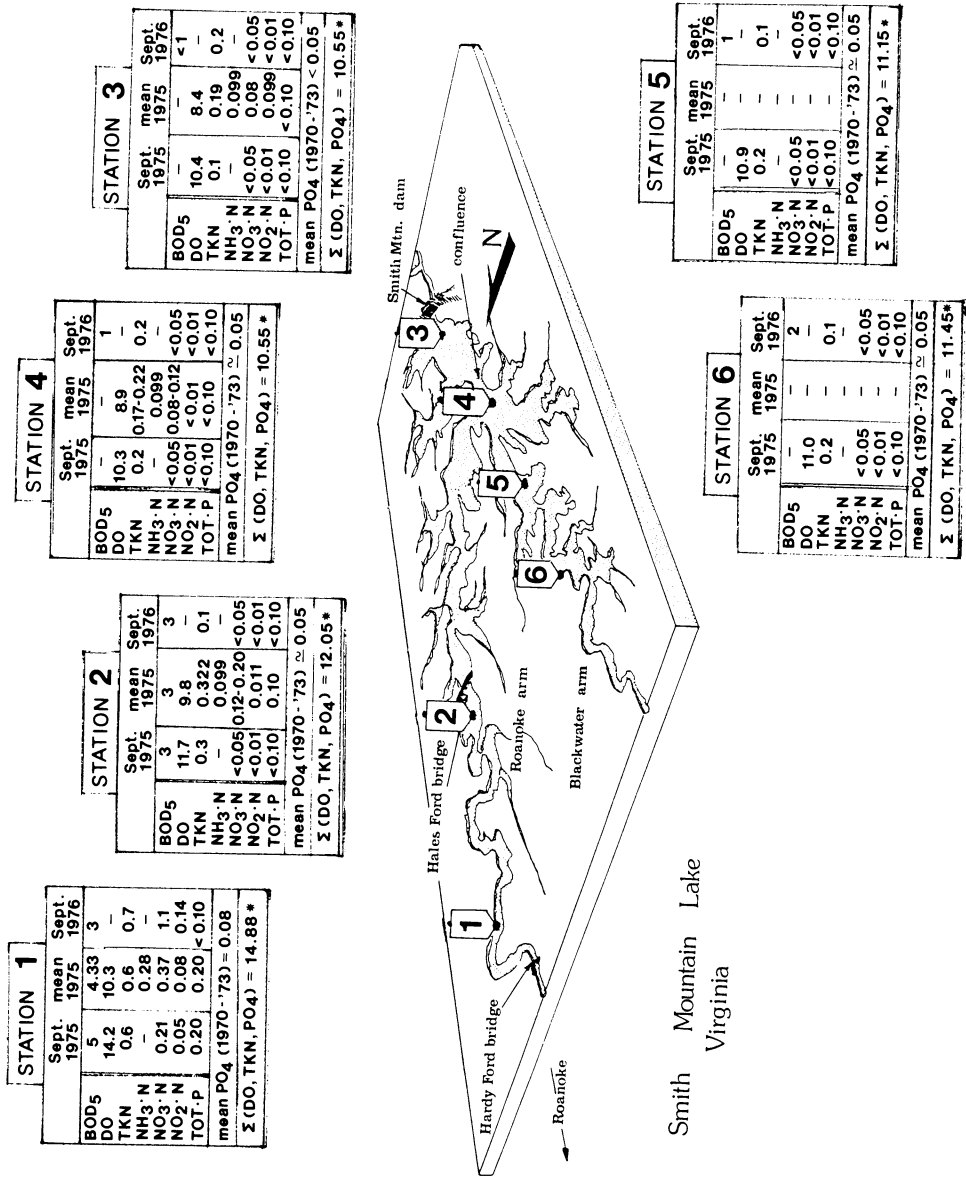 STATION 1
Sept. 1975 mean 1975 Sept. 1976
BOD5 5 4.33 3
DO 14.2 10.3 –
TKN 0.6 0.6 0.7
NH3·N – 0.28 –
NO3·N 0.21 0.37 1.1
NO2·N 0.05 0.08 0.14
TOT·P 0.20 0.20 <0.10
mean PO4 (1970-'73) = 0.08
Σ (DO, TKN, PO4) = 14.88 *
STATION 2
Sept. 1975 mean 1975 Sept. 1976
BOD5 3 3 3
DO 11.7 9.8 –
TKN 0.3 0.322 0.1
NH3·N – 0.099 –
NO3·N <0.05 0.12-0.20 <0.05
NO2·N <0.01 0.011 <0.01
TOT·P <0.10 0.10 <0.10
mean PO4 (1970-'73) ≅ 0.05
Σ (DO, TKN, PO4) = 12.05*
STATION 4
Sept. 1975 mean 1975 Sept. 1976
BOD5 – – 1
DO 10.3 8.9 –
TKN 0.2 0.17-0.22 0.2
NH3·N – 0.099 –
NO3·N <0.05 0.08-0.12 <0.05
NO2·N <0.01 <0.01 <0.01
TOT·P <0.10 <0.10 <0.10
mean PO4 (1970-'73) ≅ 0.05
Σ (DO, TKN, PO4) = 10.55 *
STATION 3
Sept. 1975 mean 1975 Sept. 1976
BOD5 – – <1
DO 10.4 8.4 –
TKN 0.1 0.19 0.2
NH3·N – 0.099 –
NO3·N <0.05 0.08 <0.05
NO2·N <0.01 0.099 <0.01
TOT·P <0.10 <0.10 <0.10
mean PO4 (1970-'73) < 0.05
Σ (DO, TKN, PO4) = 10.55*
Smith Mtn. dam
confluence
N
3
4
5
6
2
1
Hales Ford bridge
Roanoke arm
Blackwater arm
Hardy Ford bridge
Roanoke
Smith Mountain Lake
Virginia
STATION 6
Sept. 1975 mean 1975 Sept. 1976
BOD5 – – 2
DO 11.0 – –
TKN 0.2 – 0.1
NH3·N – – –
NO3·N <0.05 – <0.05
NO2·N <0.01 – <0.01
TOT·P <0.10 – <0.10
mean PO4 (1970-'73) ≅ 0.05
Σ (DO, TKN, PO4) = 11.45*
STATION 5
Sept. 1975 mean 1975 Sept. 1976
BOD5 – – 1
DO 10.9 – –
TKN 0.2 – 0.1
NH3·N – – –
NO3·N <0.05 – <0.05
NO2·N <0.01 – <0.01
TOT·P <0.10 – <0.10
mean PO4 (1970-'73) ≅ 0.05
Σ (DO, TKN, PO4) = 11.15*